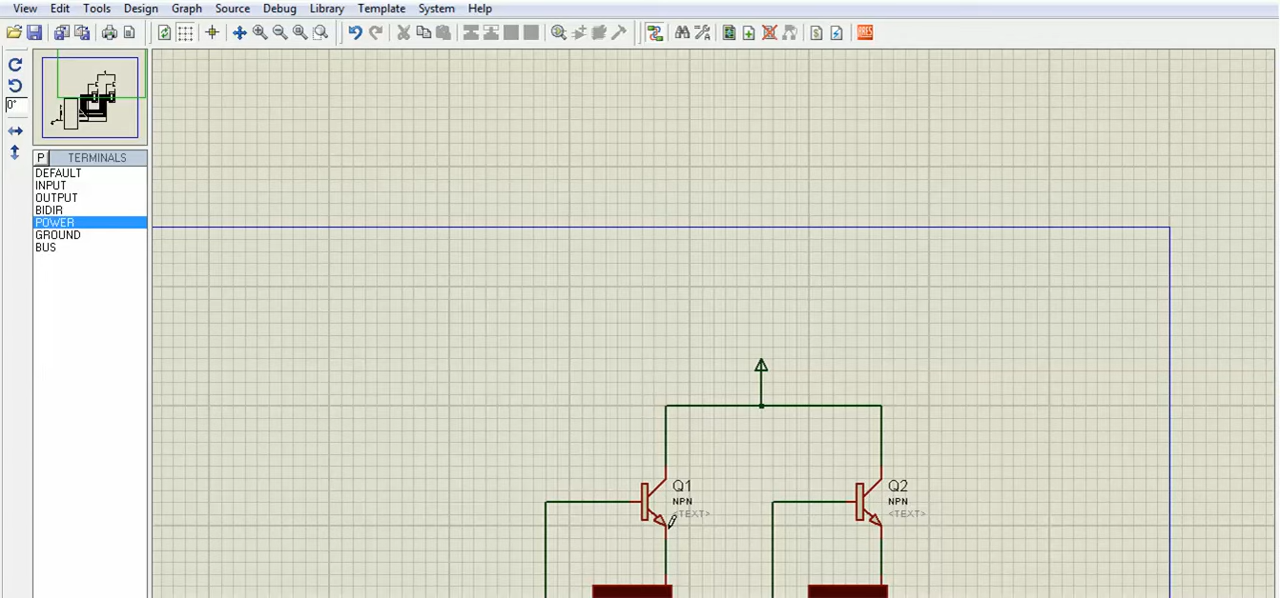 View Edit Tools Design Graph Source Debug Library Template System Help
ARES
0°
P TERMINALS
DEFAULT
INPUT
OUTPUT
BIDIR
POWER
GROUND
BUS
Q1
NPN
<TEXT>
Q2
NPN
<TEXT>